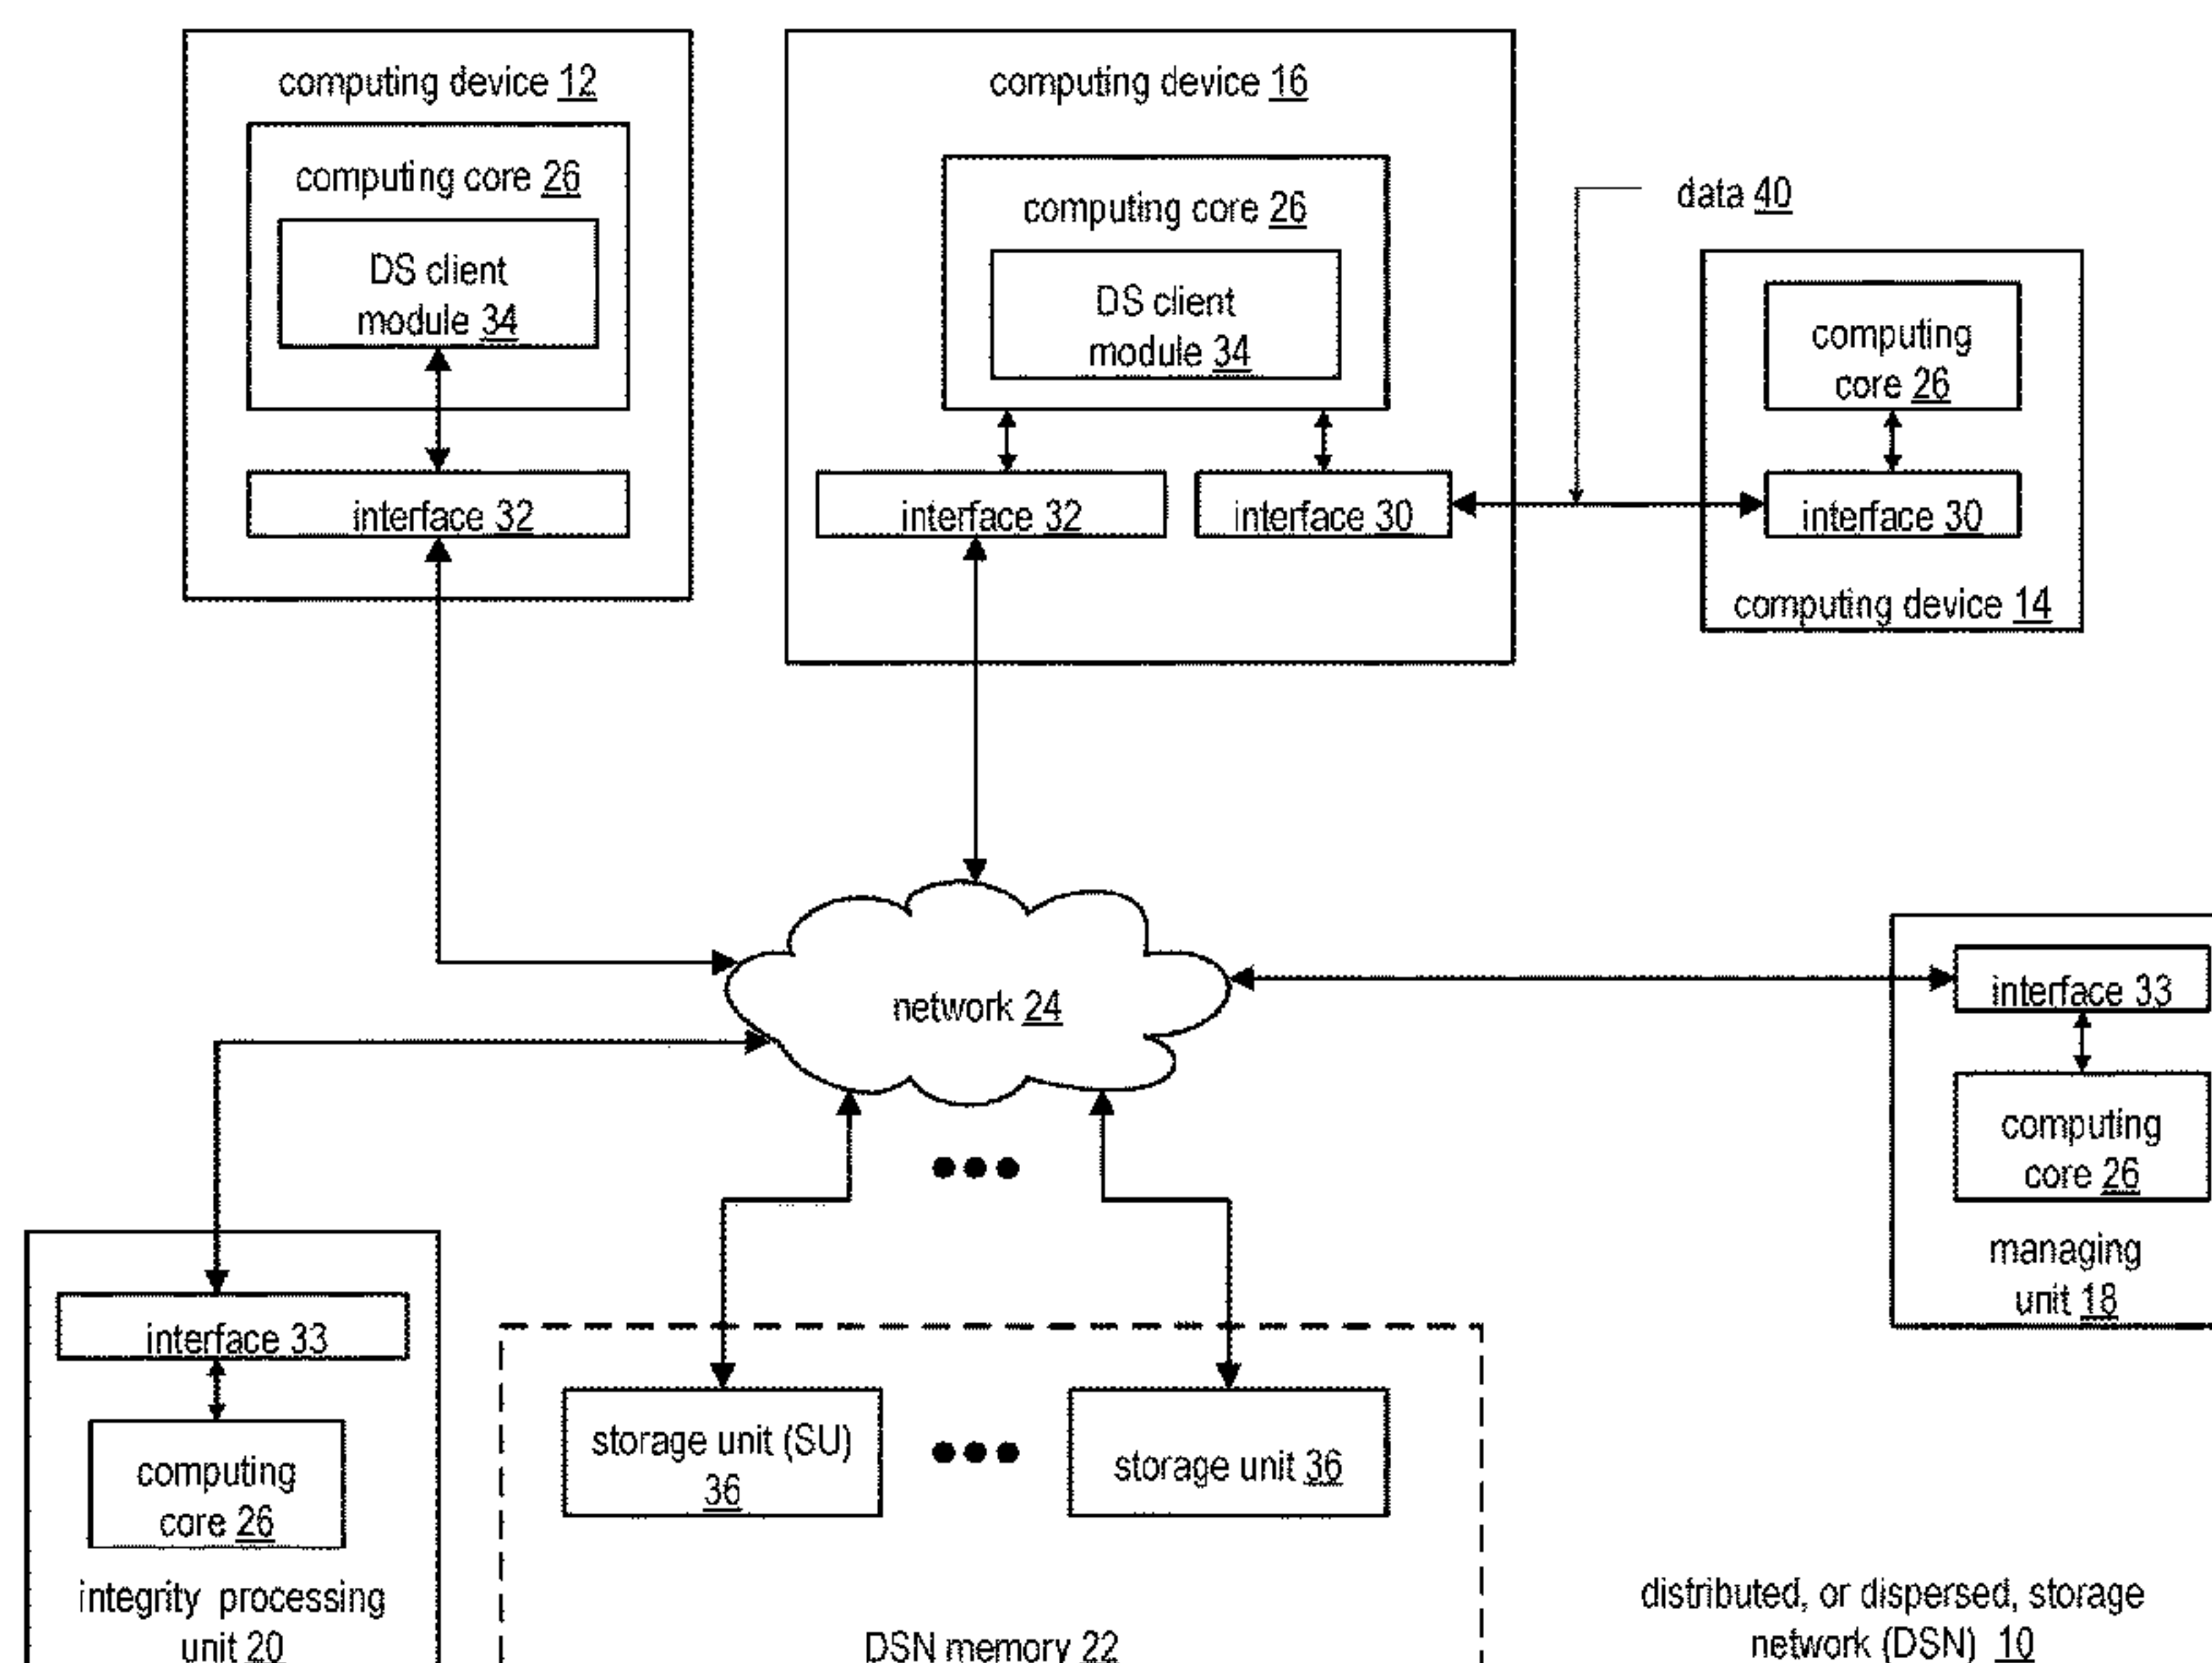 computing device 12
computing core 26
DS client
module 34
interface 32
computing device 16
computing core 26
DS client
module 34
interface 32
interface 30
data 40
computing
core 26
interface 30
computing device 14
network 24
interface 33
computing
core 26
managing
unit 18
interface 33
computing
core 26
integrity processing
unit 20
storage unit (SU)
36
storage unit 36
DSN memory 22
distributed, or dispersed, storage
network (DSN) 10